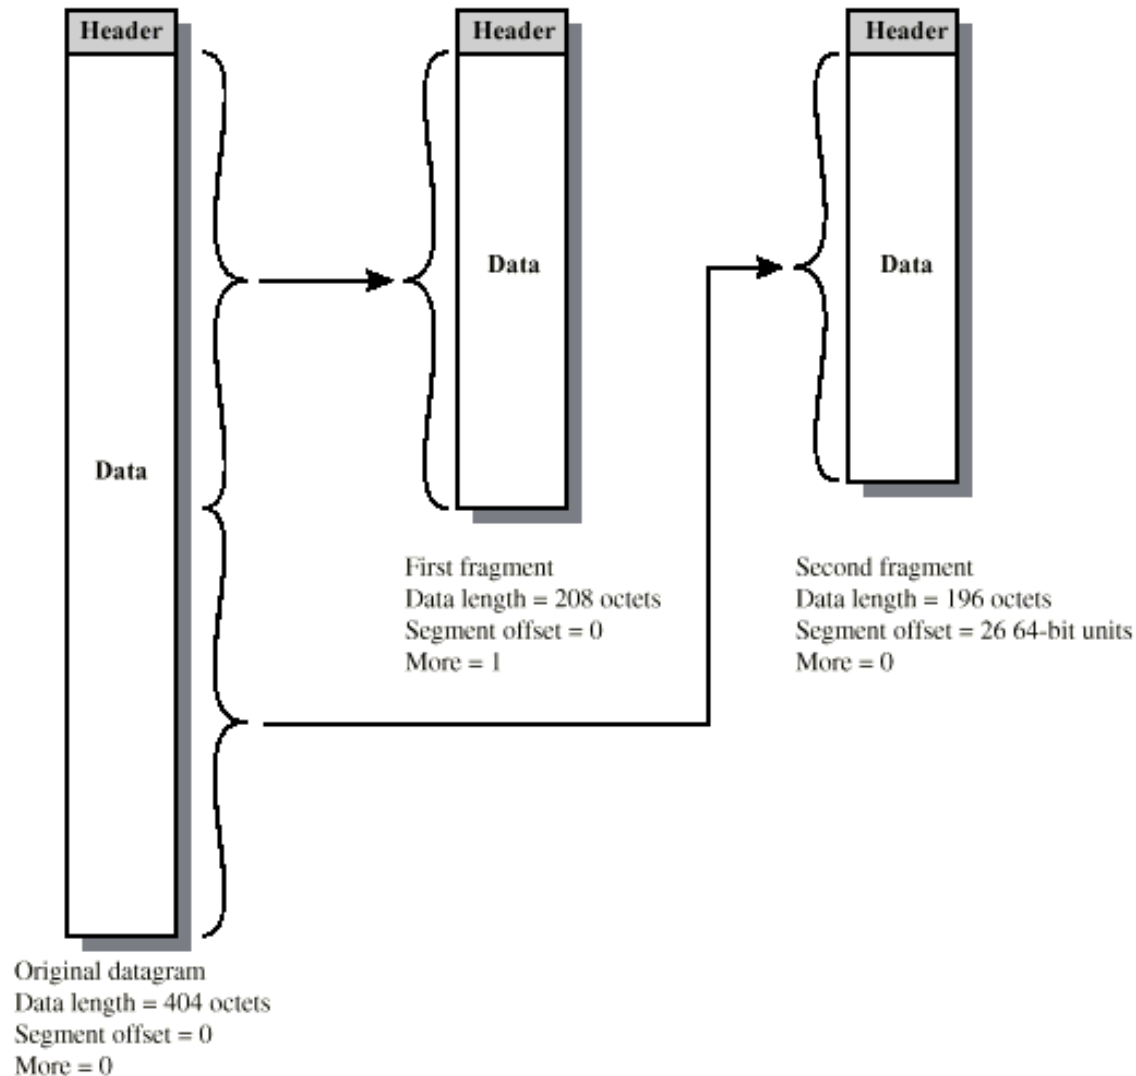 Header
Header
Header
Data
Data
Data
First fragment
Data length = 208 octets
Segment offset = 0
More = 1
Second fragment
Data length = 196 octets
Segment offset = 26 64-bit units
More = 0
Original datagram
Data length = 404 octets
Segment offset = 0
More = 0